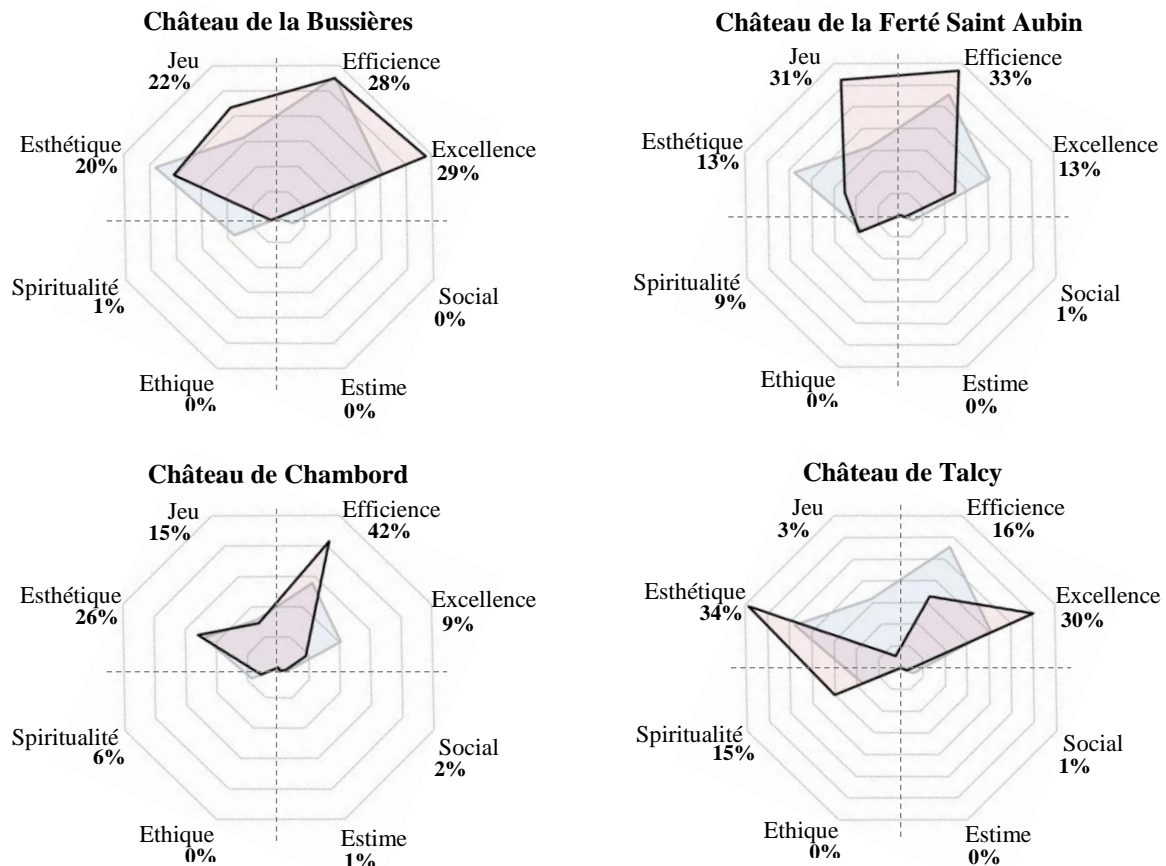 Château de la Bussières
Jeu
22%
Efficience
28%
Esthétique
20%
Excellence
29%
Spiritualité
1%
Social
0%
Ethique
0%
Estime
0%
Château de la Ferté Saint Aubin
Jeu
31%
Efficience
33%
Esthétique
13%
Excellence
13%
Spiritualité
9%
Social
1%
Ethique
0%
Estime
0%
Château de Chambord
Jeu
15%
Efficience
42%
Esthétique
26%
Excellence
9%
Spiritualité
6%
Social
2%
Ethique
0%
Estime
1%
Château de Talcy
Jeu
3%
Efficience
16%
Esthétique
34%
Excellence
30%
Spiritualité
15%
Social
1%
Ethique
0%
Estime
0%